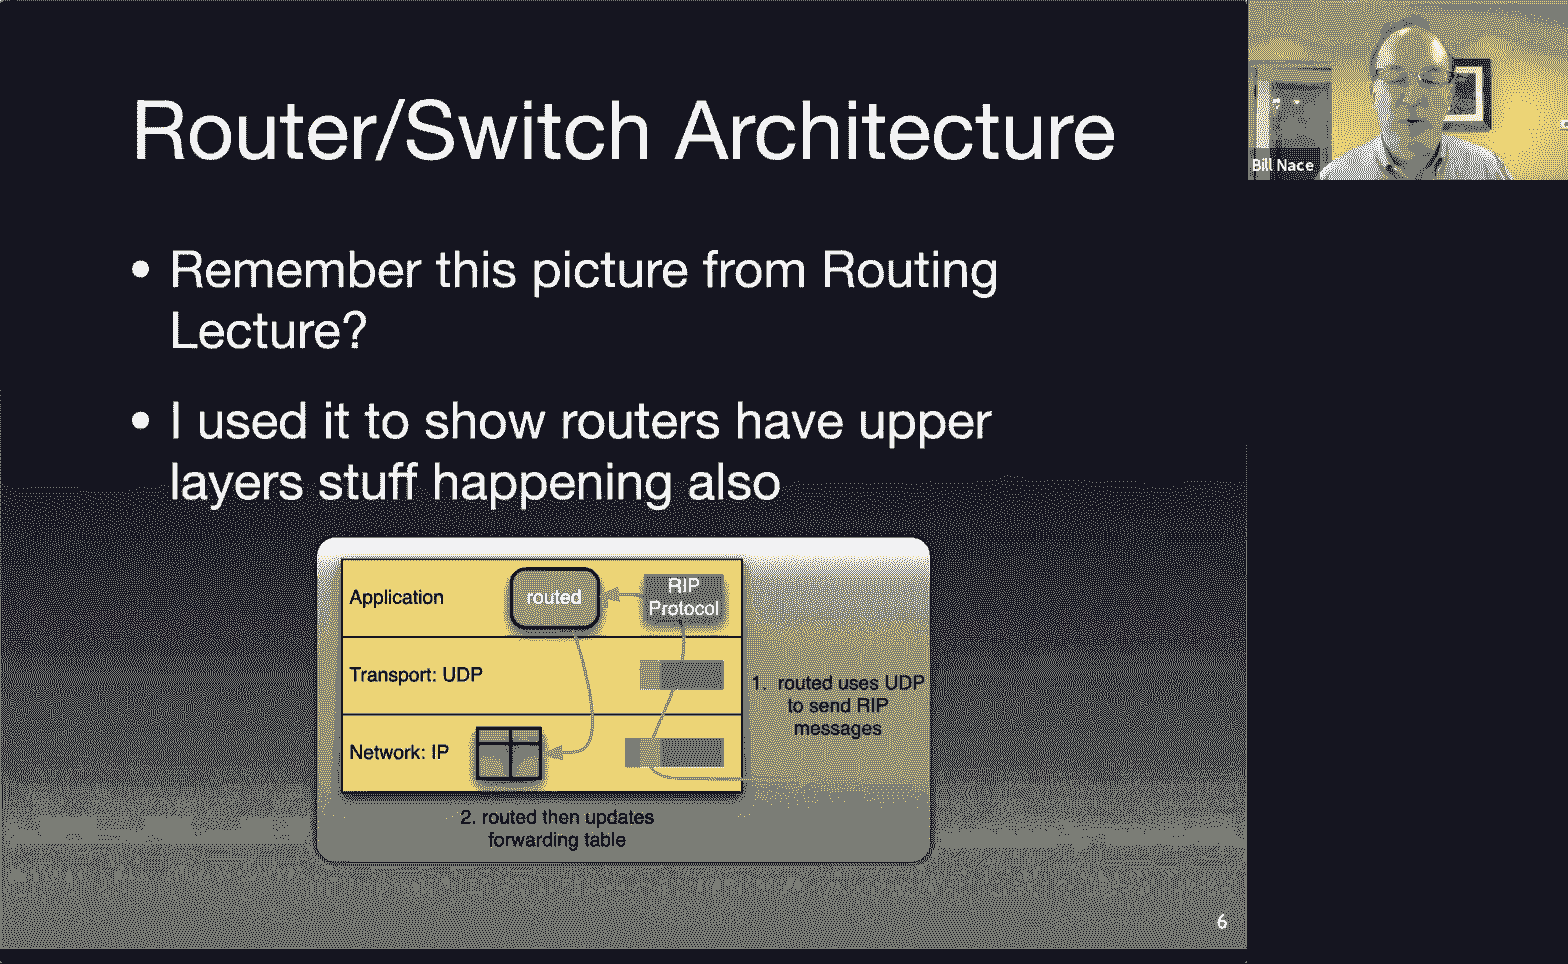 Router/Switch Architecture
Bill Nace
• Remember this picture from Routing
Lecture?
• I used it to show routers have upper
layers stuff happening also
Application
routed
RIP
Protocol
Transport: UDP
1. routed uses UDP
to send RIP
messages
Network: IP
2. routed then updates
forwarding table
6